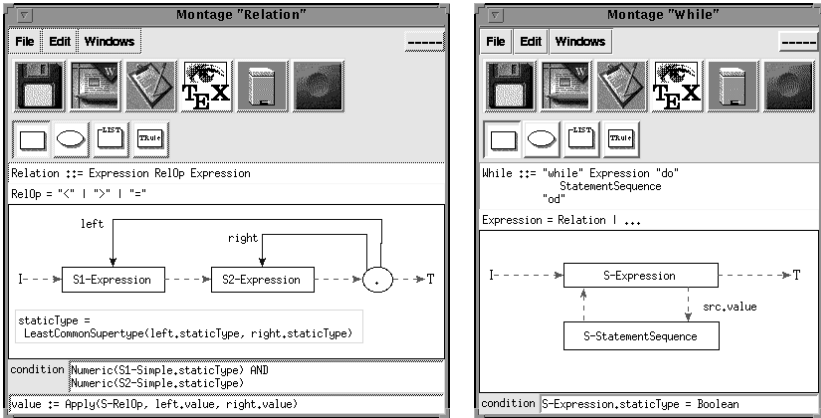 Montage "Relation"
File Edit Windows
-----
W
TEX
LIST
TRule
Relation ::= Expression RelOp Expression
RelOp = "<" | ">" | "="
left
right
I
S1-Expression
S2-Expression
.
T
staticType =
LeastCommonSupertype(left.staticType, right.staticType)
condition
Numeric(S1-Simple.staticType) AND
Numeric(S2-Simple.staticType)
value := Apply(S-RelOp, left.value, right.value)
Montage "While"
File Edit Windows
-----
W
TEX
LIST
TRule
While ::= "while" Expression "do"
StatementSequence
"od"
Expression = Relation | ...
I
S-Expression
T
src.value
S-StatementSequence
condition
S-Expression.staticType = Boolean